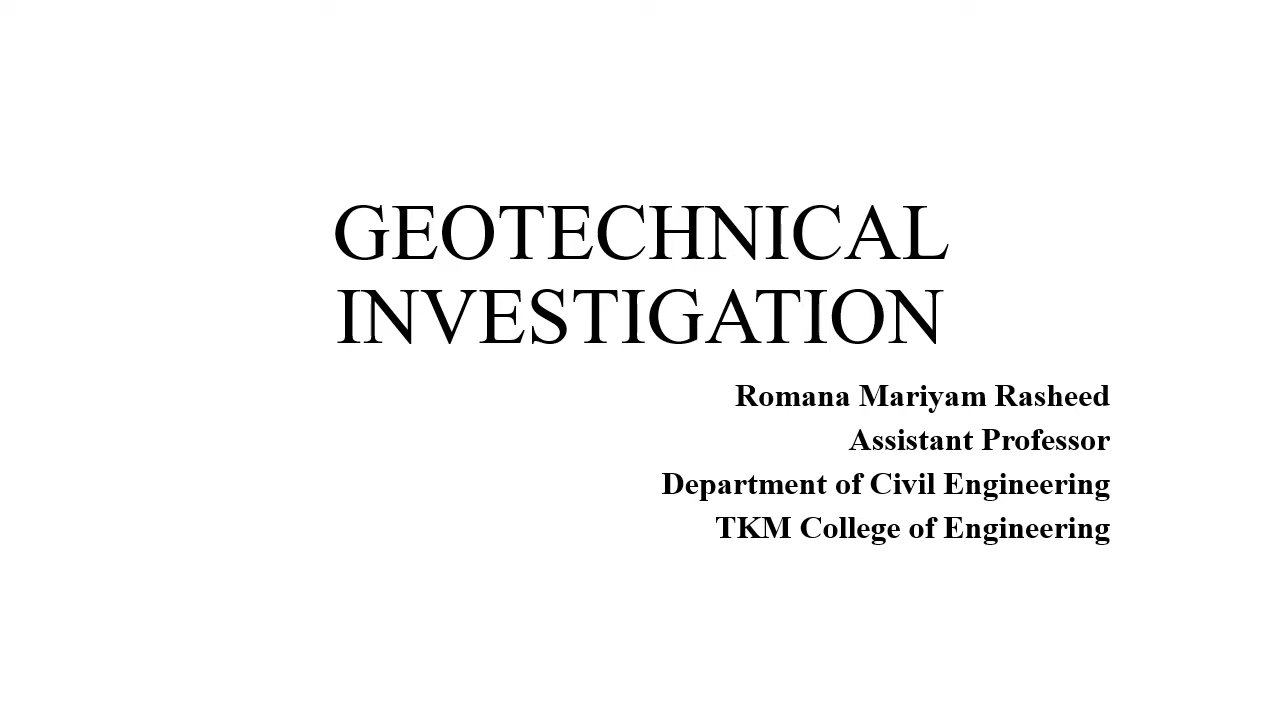 GEOTECHNICAL
INVESTIGATION
Romana Mariyam Rasheed
Assistant Professor
Department of Civil Engineering
TKM College of Engineering